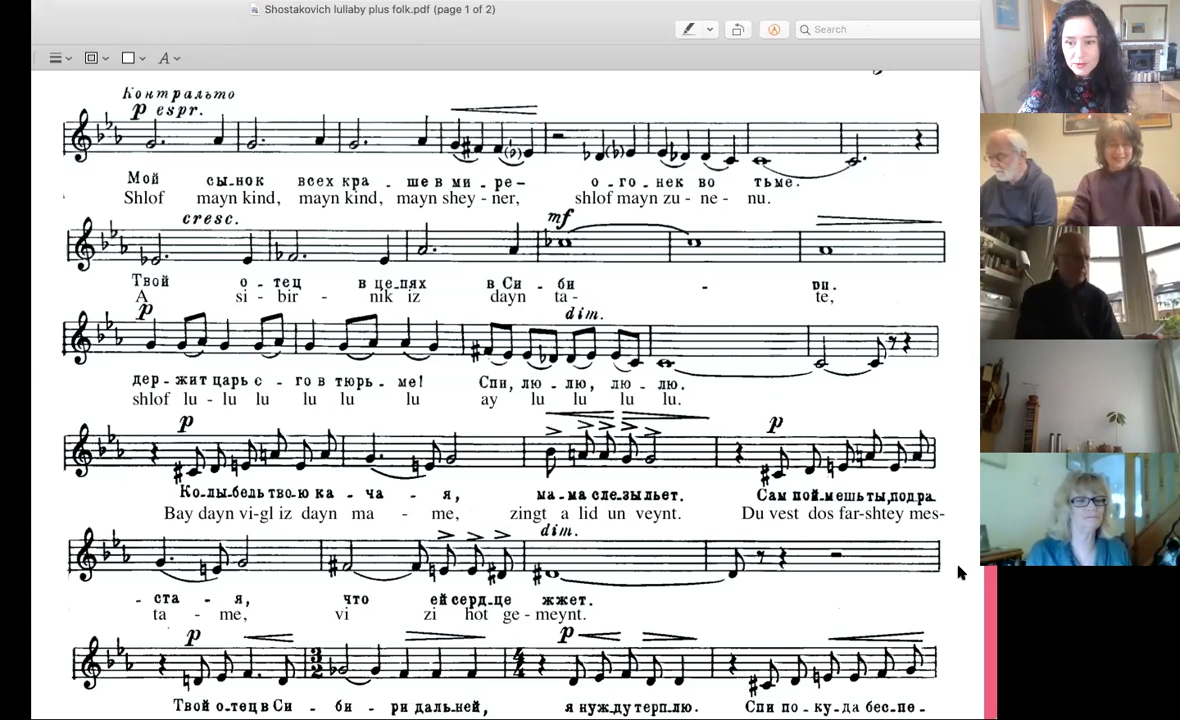 Shostakovich lullaby plus folk.pdf (page 1 of 2)
Search
A
Контральто
p espr.
Мой сы-нок всех кра - ше в ми - ре- о - го - нек во тьме.
Shlof mayn kind, mayn kind, mayn shey - ner, shlof mayn zu - ne - nu.
cresc. mf
Твой о - тец в це-пях в Си - би - ри.
A si - bir - nik iz dayn ta - te,
p dim.
дер - жит царь е - го в тюрь - ме! Спи, лю - лю, лю - лю.
shlof lu - lu lu lu lu lu ay lu lu lu lu.
p p
Ко-лы-бель тво-ю ка - ча - я, ма-ма сле-зы льет. Сам пой-мешь ты, под-ра-
Bay dayn vi-gl iz dayn ma - me, zingt a lid un veynt. Du vest dos far-shtey mes-
dim.
- ста - я, что ей серд-це жжет.
ta - me, vi zi hot ge - meynt.
p 3/2 p 4/4
Твой о-тец в Си - би - ри даль-ней, я нуж-ду терп-лю. Спи по - ку-да бес-пе -